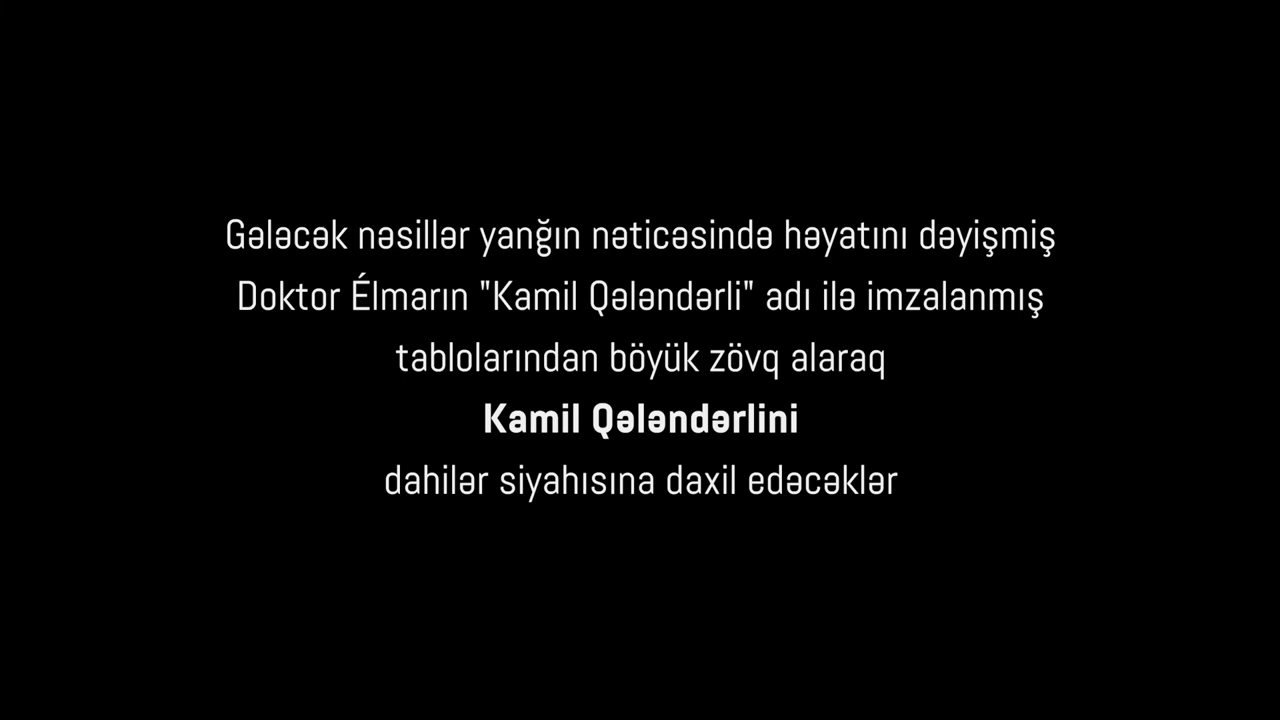 Gələcək nəsillər yanğın nəticəsində həyatını dəyişmiş
Doktor Élmarın "Kamil Qələndərli" adı ilə imzalanmış
tablolarından böyük zövq alaraq
Kamil Qələndərlini
dahilər siyahısına daxil edəcəklər